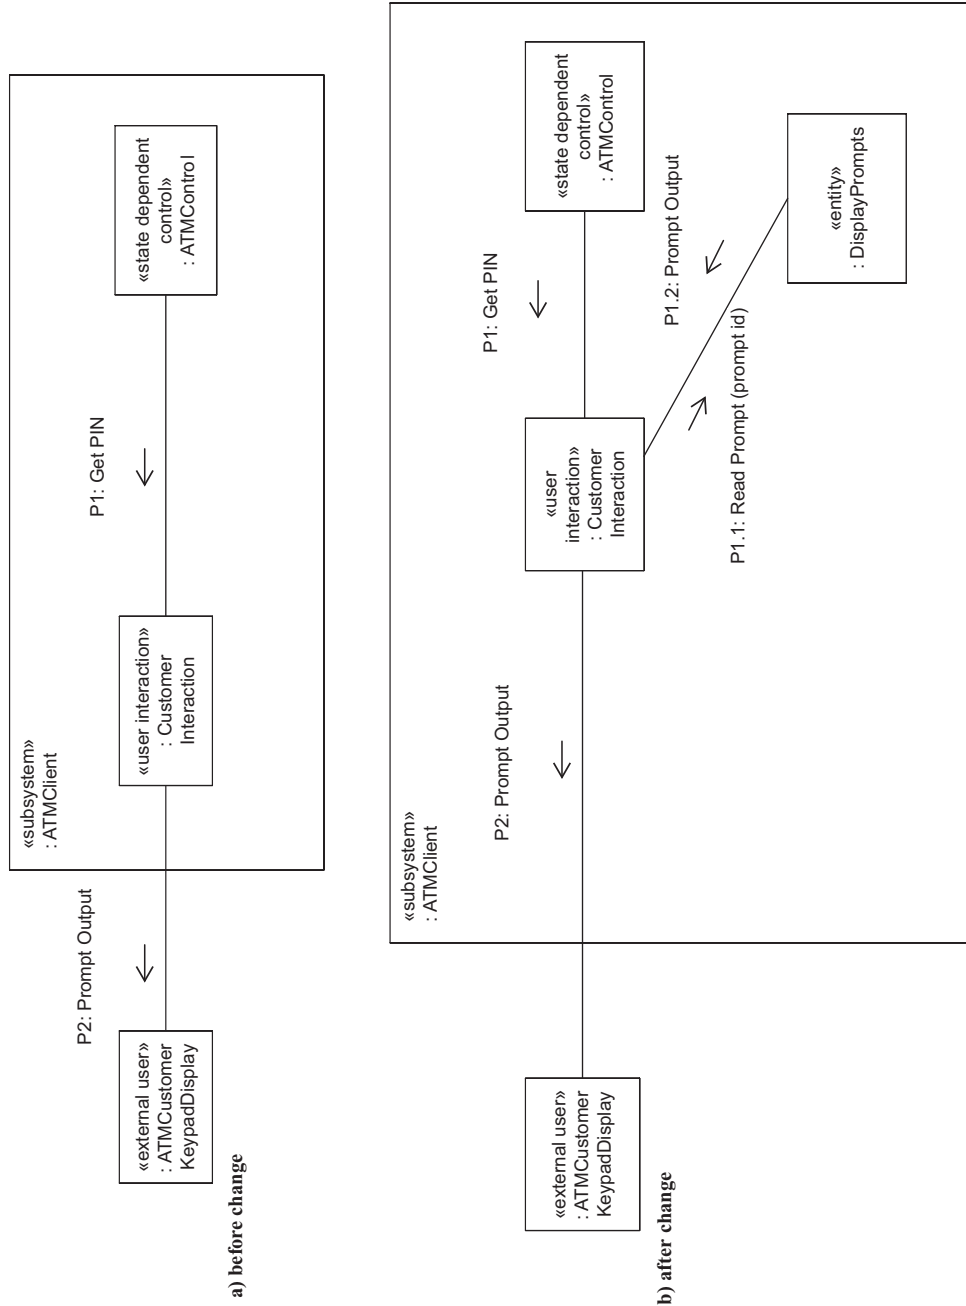 «subsystem»
: ATMClient
«external user»
: ATMCustomer
KeypadDisplay
P2: Prompt Output
«user interaction»
: Customer
Interaction
P1: Get PIN
«state dependent
control»
: ATMControl
a) before change
«subsystem»
: ATMClient
«external user»
: ATMCustomer
KeypadDisplay
P2: Prompt Output
«user
interaction»
: Customer
Interaction
P1: Get PIN
«state dependent
control»
: ATMControl
P1.2: Prompt Output
P1.1: Read Prompt (prompt id)
«entity»
: DisplayPrompts
b) after change